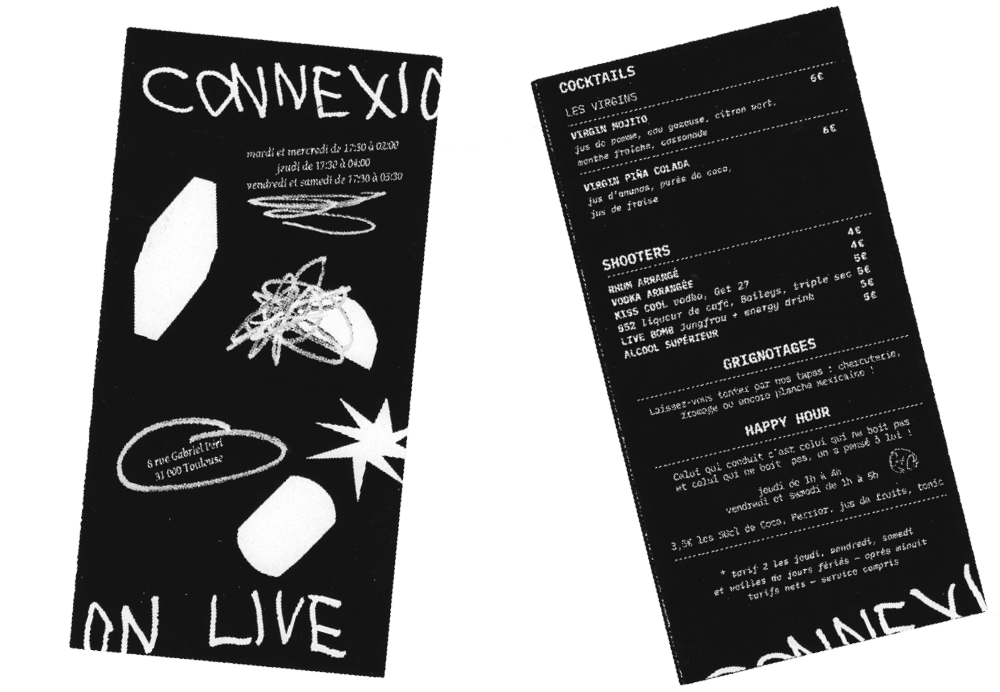 CONNEXIO
mardi et mercredi de 17:30 à 02:00
jeudi de 17:30 à 04:00
vendredi et samedi de 17:30 à 05:30
8 rue Gabriel Péri
31 000 Toulouse
ON LIVE
COCKTAILS
LES VIRGINS
VIRGIN MOJITO 6€
jus de pomme, eau gazeuse, citron vert,
menthe fraîche, cassonade
VIRGIN PIÑA COLADA 6€
jus d'ananas, purée de coco,
jus de fraise
SHOOTERS
RHUM ARRANGÉ 4€
VODKA ARRANGÉE 4€
KISS COOL vodka, Get 27 5€
B52 liqueur de café, Baileys, triple sec 5€
LIVE BOMB Jungfrau + energy drink 5€
ALCOOL SUPÉRIEUR 5€
GRIGNOTAGES
Laissez-vous tenter par nos tapas : charcuterie,
fromage ou encore planche mexicaine !
HAPPY HOUR
Celui qui conduit c'est celui qui ne boit pas
et celui qui ne boit pas, on a pensé à lui !
jeudi de 1h à 4h
vendredi et samedi de 1h à 5h
3,5€ les 50cl de Coca, Perrier, jus de fruits, tonic
* tarif 2 les jeudi, vendredi, samedi
et veilles de jours fériés – après minuit
tarifs nets – service compris
CONNEXI